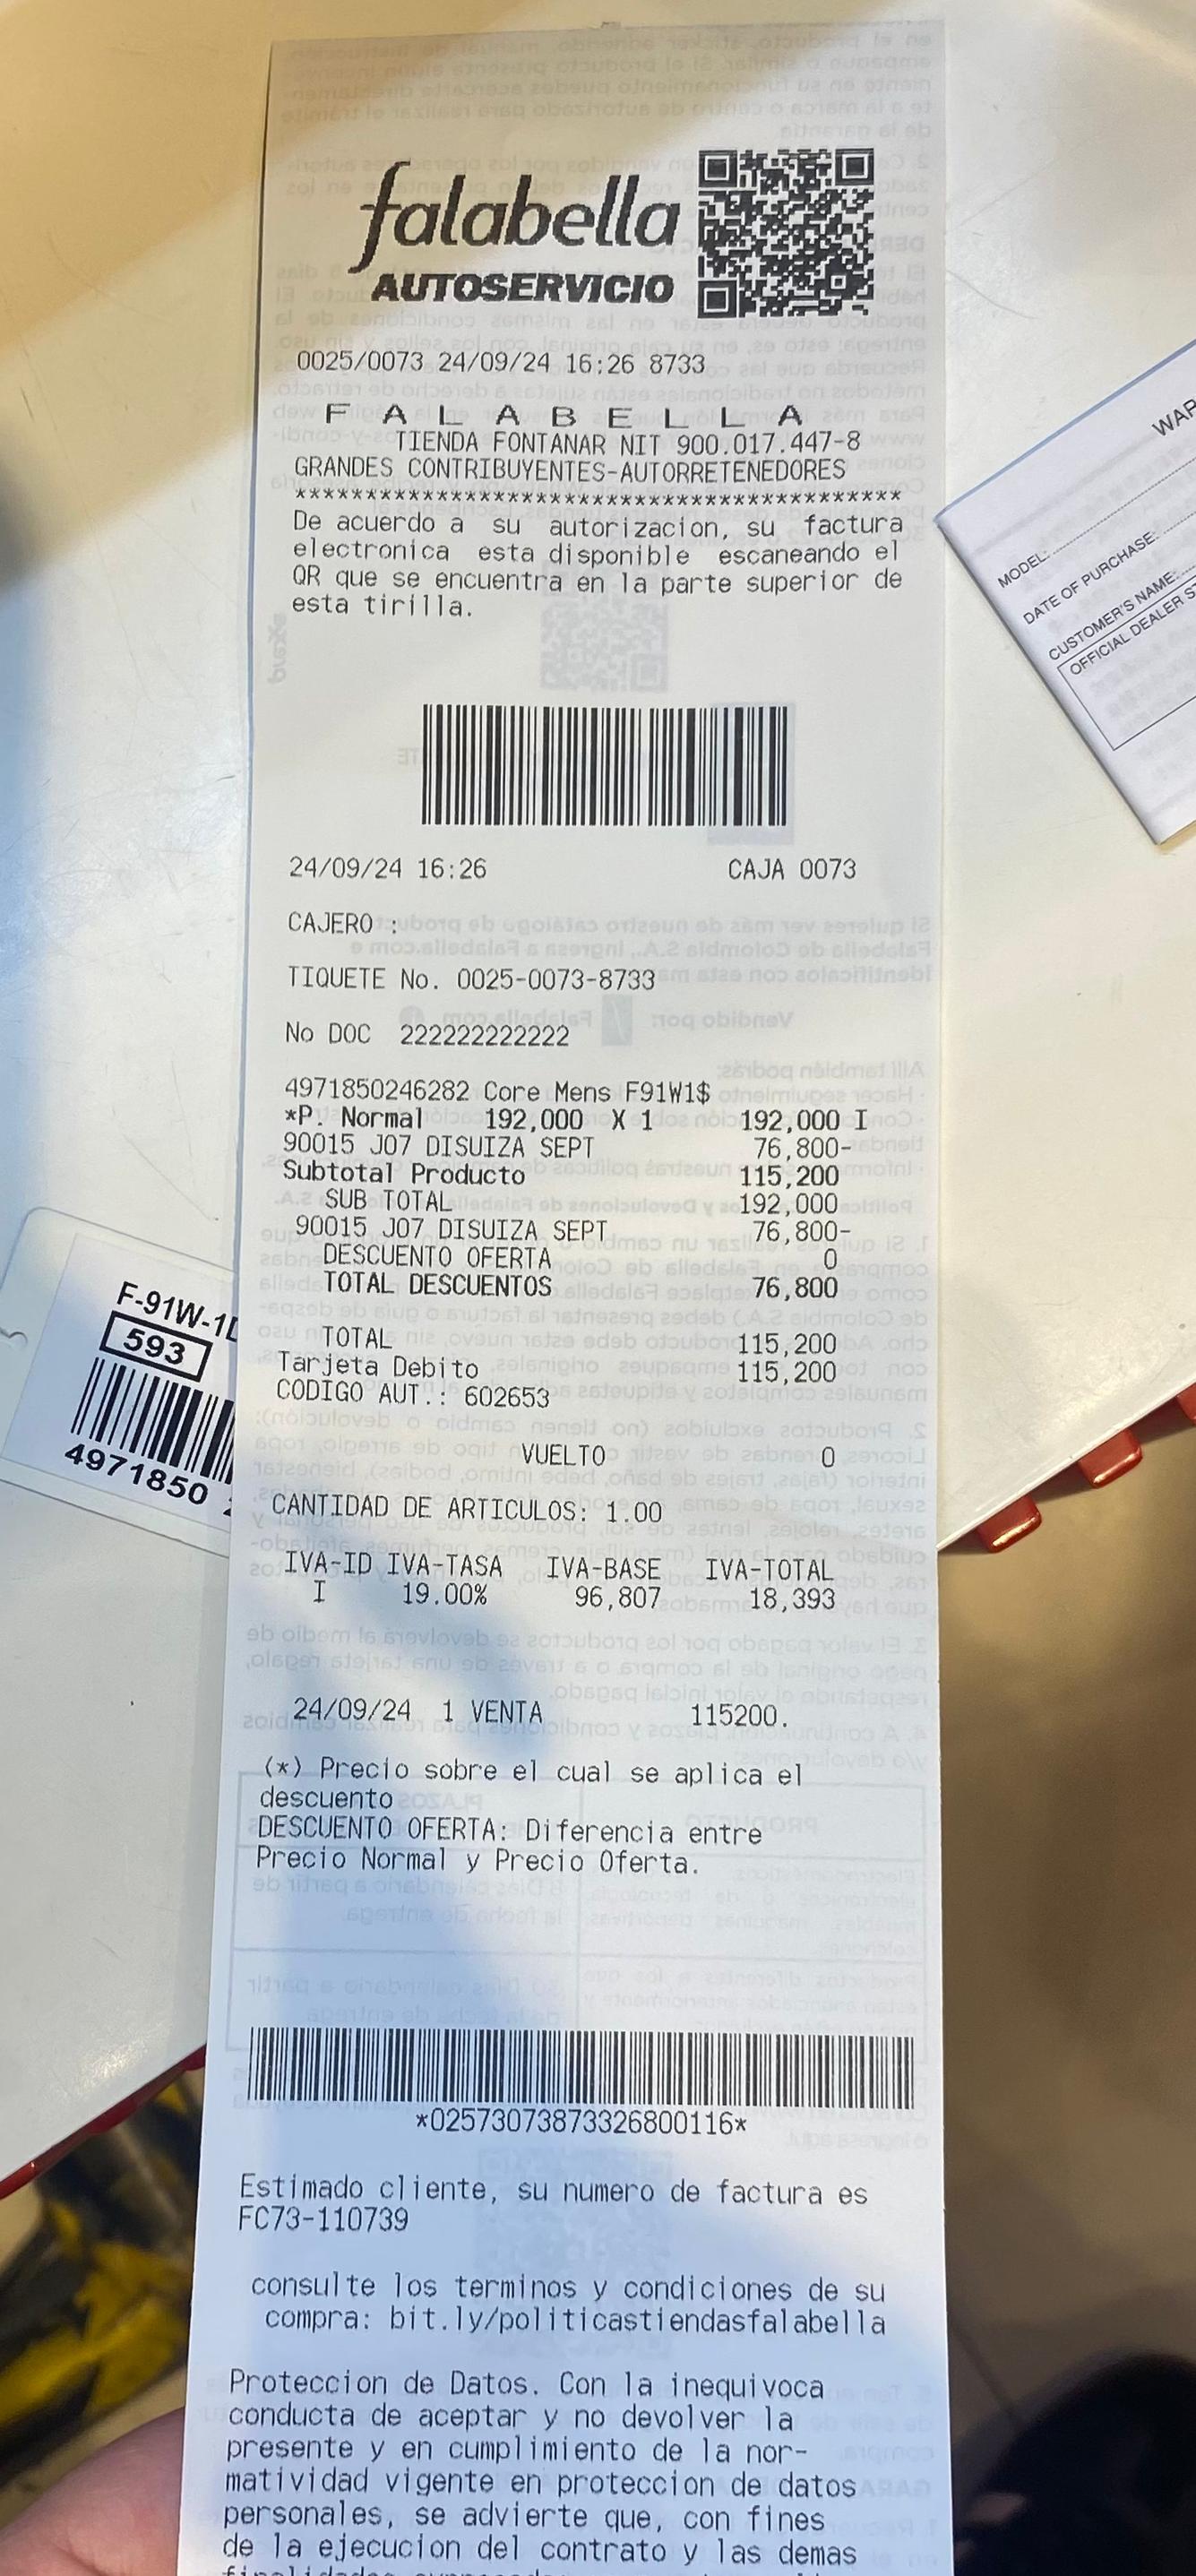 falabella
AUTOSERVICIO
0025/0073 24/09/24 16:26 8733
F A L A B E L L A
TIENDA FONTANAR NIT 900.017.447-8
GRANDES CONTRIBUYENTES-AUTORRETENEDORES
*******************************************
De acuerdo a su autorizacion, su factura
electronica esta disponible escaneando el
QR que se encuentra en la parte superior de
esta tirilla.
24/09/24 16:26 CAJA 0073
CAJERO :
TIQUETE No. 0025-0073-8733
No DOC 222222222222
4971850246282 Core Mens F91W1$
*P. Normal 192,000 X 1 192,000 I
90015 J07 DISUIZA SEPT 76,800-
Subtotal Producto 115,200
SUB TOTAL 192,000
90015 J07 DISUIZA SEPT 76,800-
DESCUENTO OFERTA 0
TOTAL DESCUENTOS 76,800
TOTAL 115,200
Tarjeta Debito 115,200
CODIGO AUT.: 602653
VUELTO 0
CANTIDAD DE ARTICULOS: 1.00
IVA-ID IVA-TASA IVA-BASE IVA-TOTAL
I 19.00% 96,807 18,393
24/09/24 1 VENTA 115200.
(*) Precio sobre el cual se aplica el
descuento
DESCUENTO OFERTA: Diferencia entre
Precio Normal y Precio Oferta.
*02573073873326800116*
Estimado cliente, su numero de factura es
FC73-110739
consulte los terminos y condiciones de su
compra: bit.ly/politicastiendasfalabella
Proteccion de Datos. Con la inequivoca
conducta de aceptar y no devolver la
presente y en cumplimiento de la nor-
matividad vigente en proteccion de datos
personales, se advierte que, con fines
de la ejecucion del contrato y las demas
F-91W-1
593
4971850
MODEL:
DATE OF PURCHASE:
CUSTOMER'S NAME:
OFFICIAL DEALER